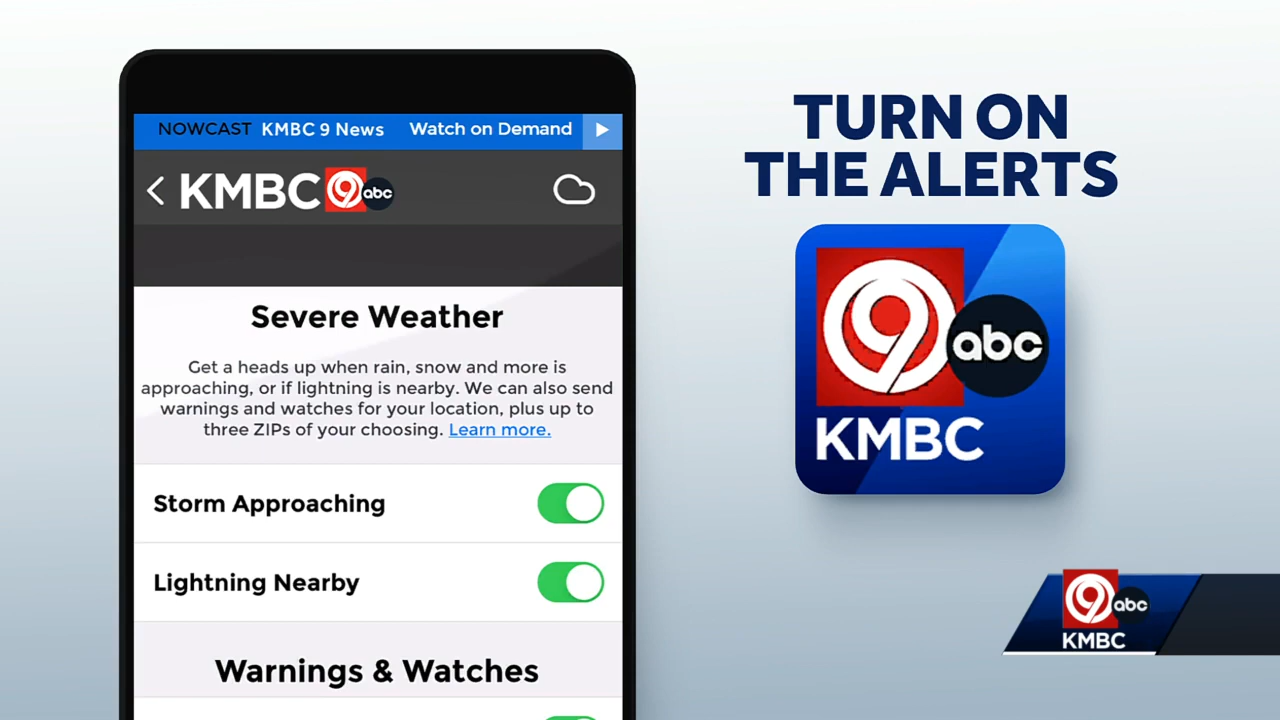 NOWCAST KMBC 9 News Watch on Demand
KMBC 9 abc
Severe Weather
Get a heads up when rain, snow and more is
approaching, or if lightning is nearby. We can also send
warnings and watches for your location, plus up to
three ZIPs of your choosing. Learn more.
Storm Approaching
Lightning Nearby
Warnings & Watches
TURN ON
THE ALERTS
9 abc
KMBC
9 abc
KMBC